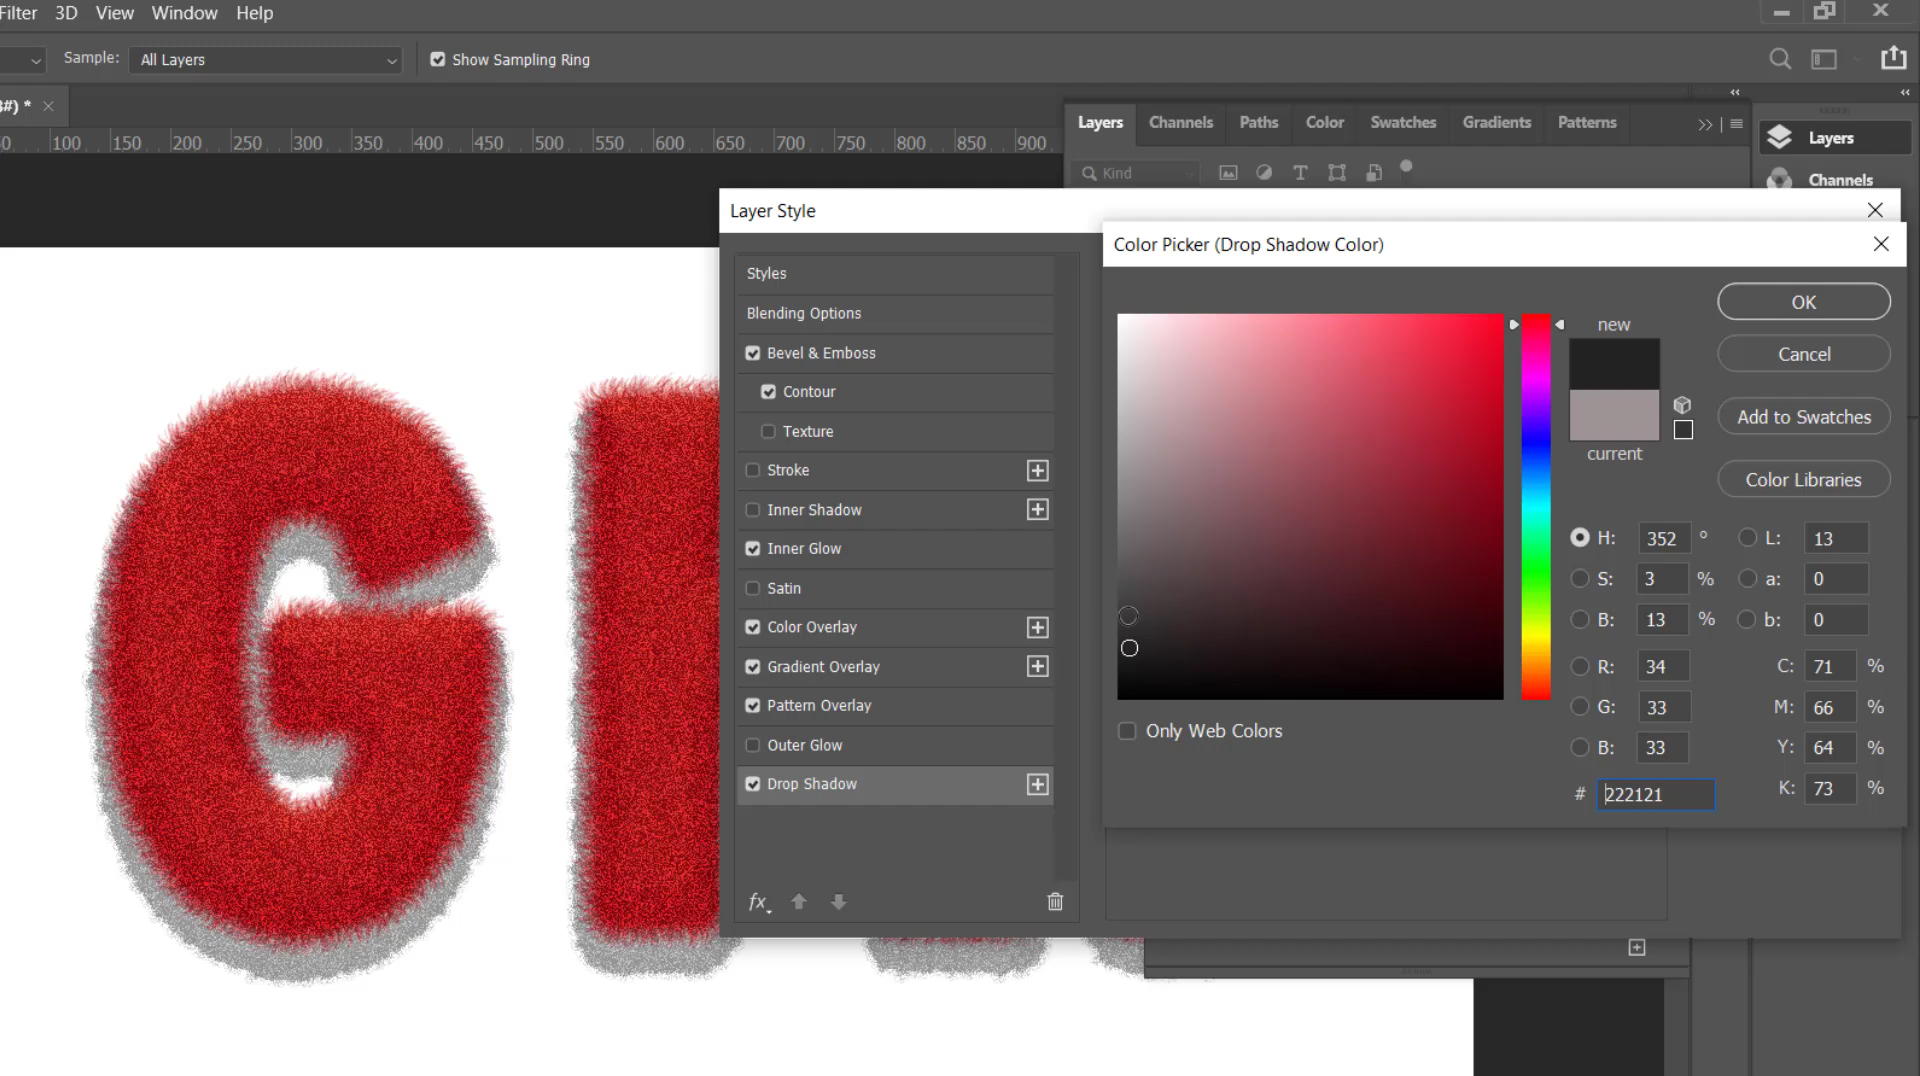 Filter 3D View Window Help
Sample: All Layers Show Sampling Ring
#) * ×
100 150 200 250 300 350 400 450 500 550 600 650 700 750 800 850 900
Layers Channels Paths Color Swatches Gradients Patterns
Kind
Layers
Channels
Layer Style
Color Picker (Drop Shadow Color)
Styles
Blending Options
Bevel & Emboss
Contour
Texture
Stroke
Inner Shadow
Inner Glow
Satin
Color Overlay
Gradient Overlay
Pattern Overlay
Outer Glow
Drop Shadow
fx
new
current
OK
Cancel
Add to Swatches
Color Libraries
H: 352 ° L: 13
S: 3 % a: 0
B: 13 % b: 0
R: 34 C: 71 %
G: 33 M: 66 %
B: 33 Y: 64 %
# 222121 K: 73 %
Only Web Colors
G